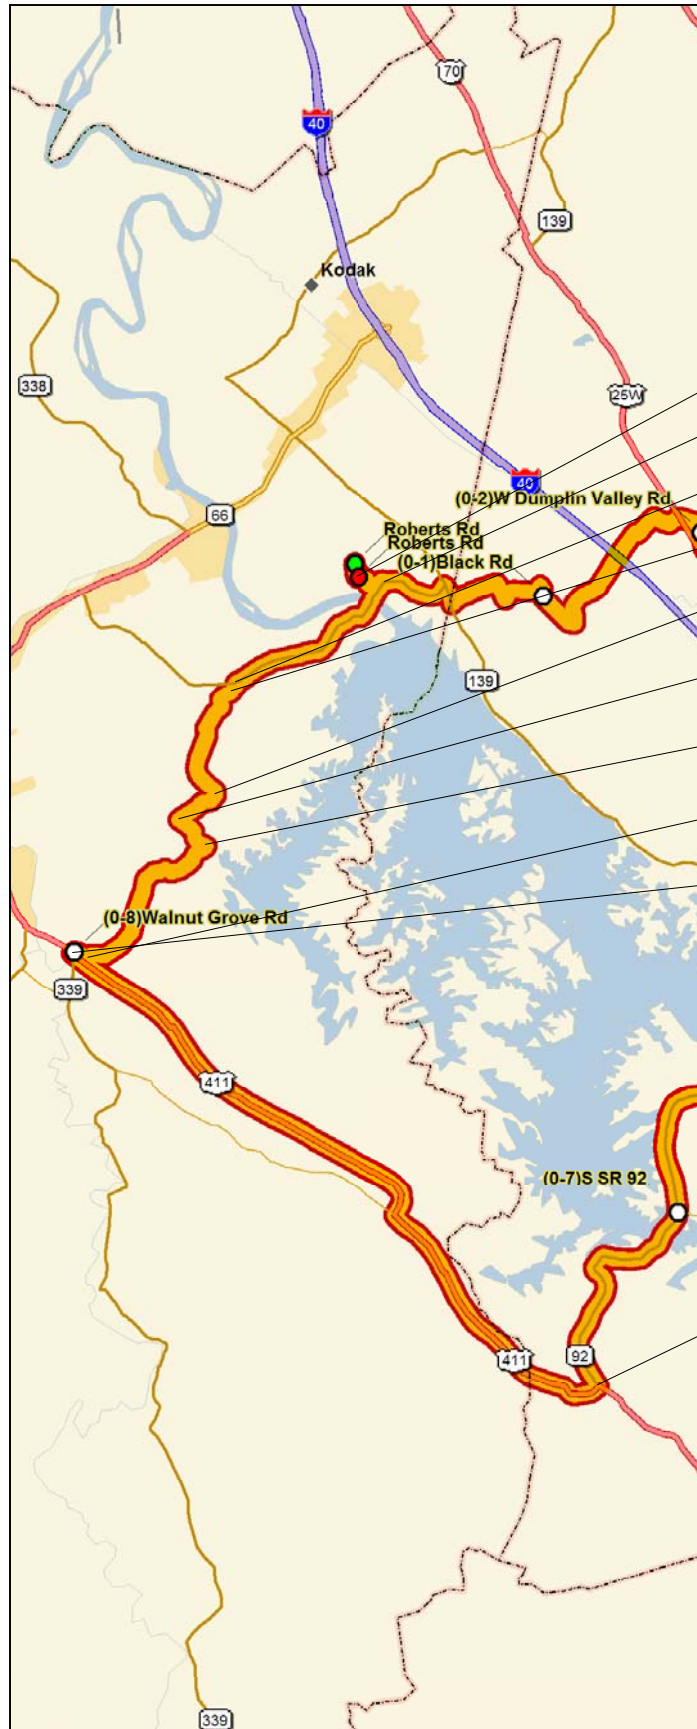 70
40
139
Kodak
338
25W
40
(0-2)W Dumplin Valley Rd
66
Roberts Rd
Roberts Rd
(0-1)Black Rd
139
(0-8)Walnut Grove Rd
339
411
(0-7)S SR 92
92
411
339